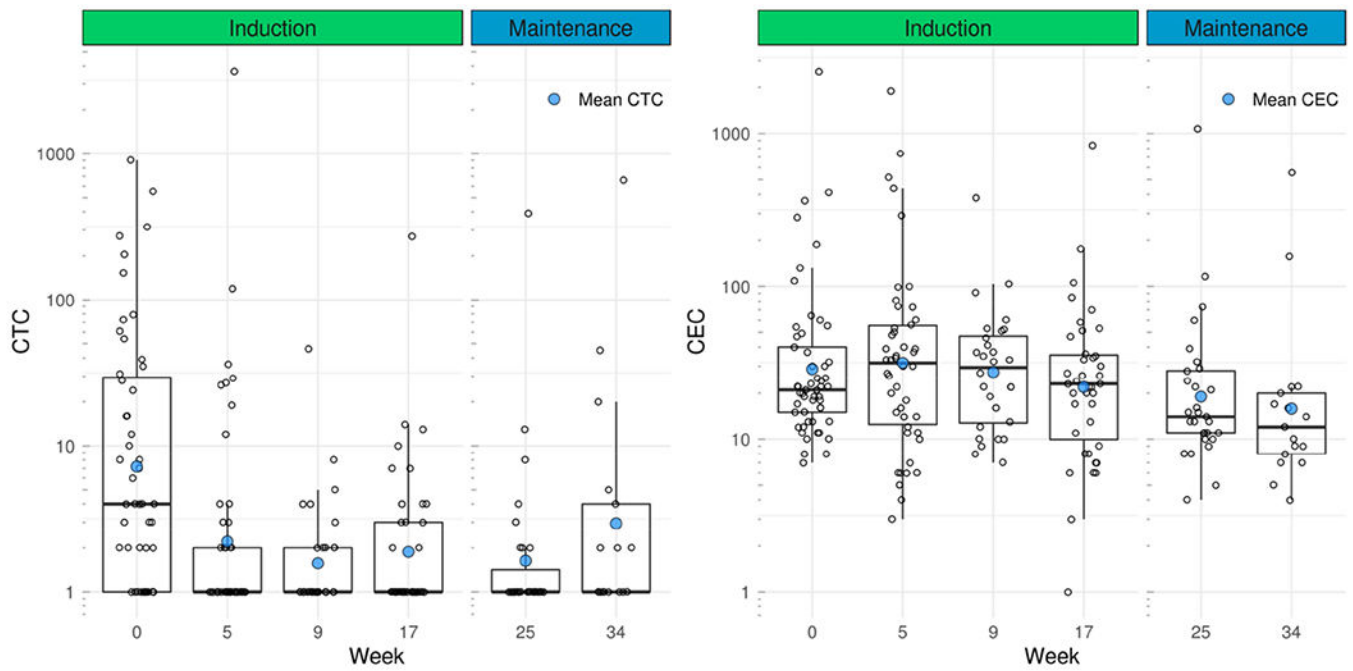 Induction
Maintenance
Mean CTC
CTC
1000
100
10
1
0
5
9
17
25
34
Week
Induction
Maintenance
Mean CEC
CEC
1000
100
10
1
0
5
9
17
25
34
Week